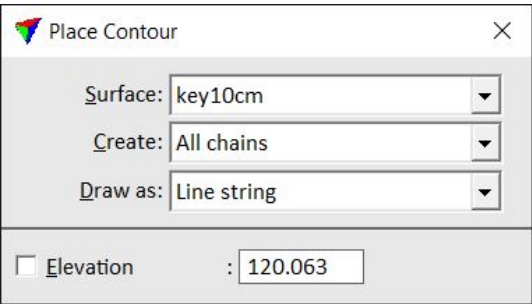 Place Contour
Surface: key10cm
Create: All chains
Draw as: Line string
Elevation : 120.063